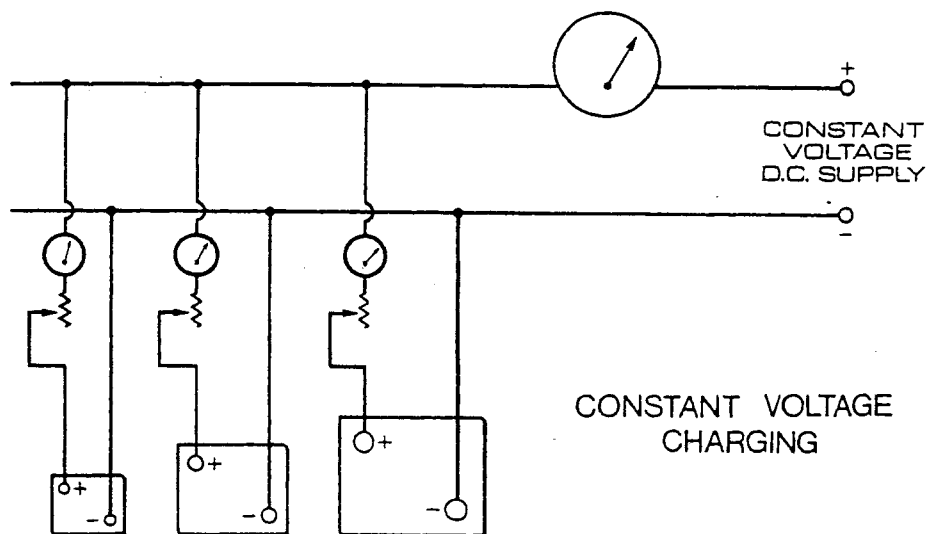 +
CONSTANT
VOLTAGE
D.C. SUPPLY
-
CONSTANT VOLTAGE
CHARGING
+
-
+
-
+
-